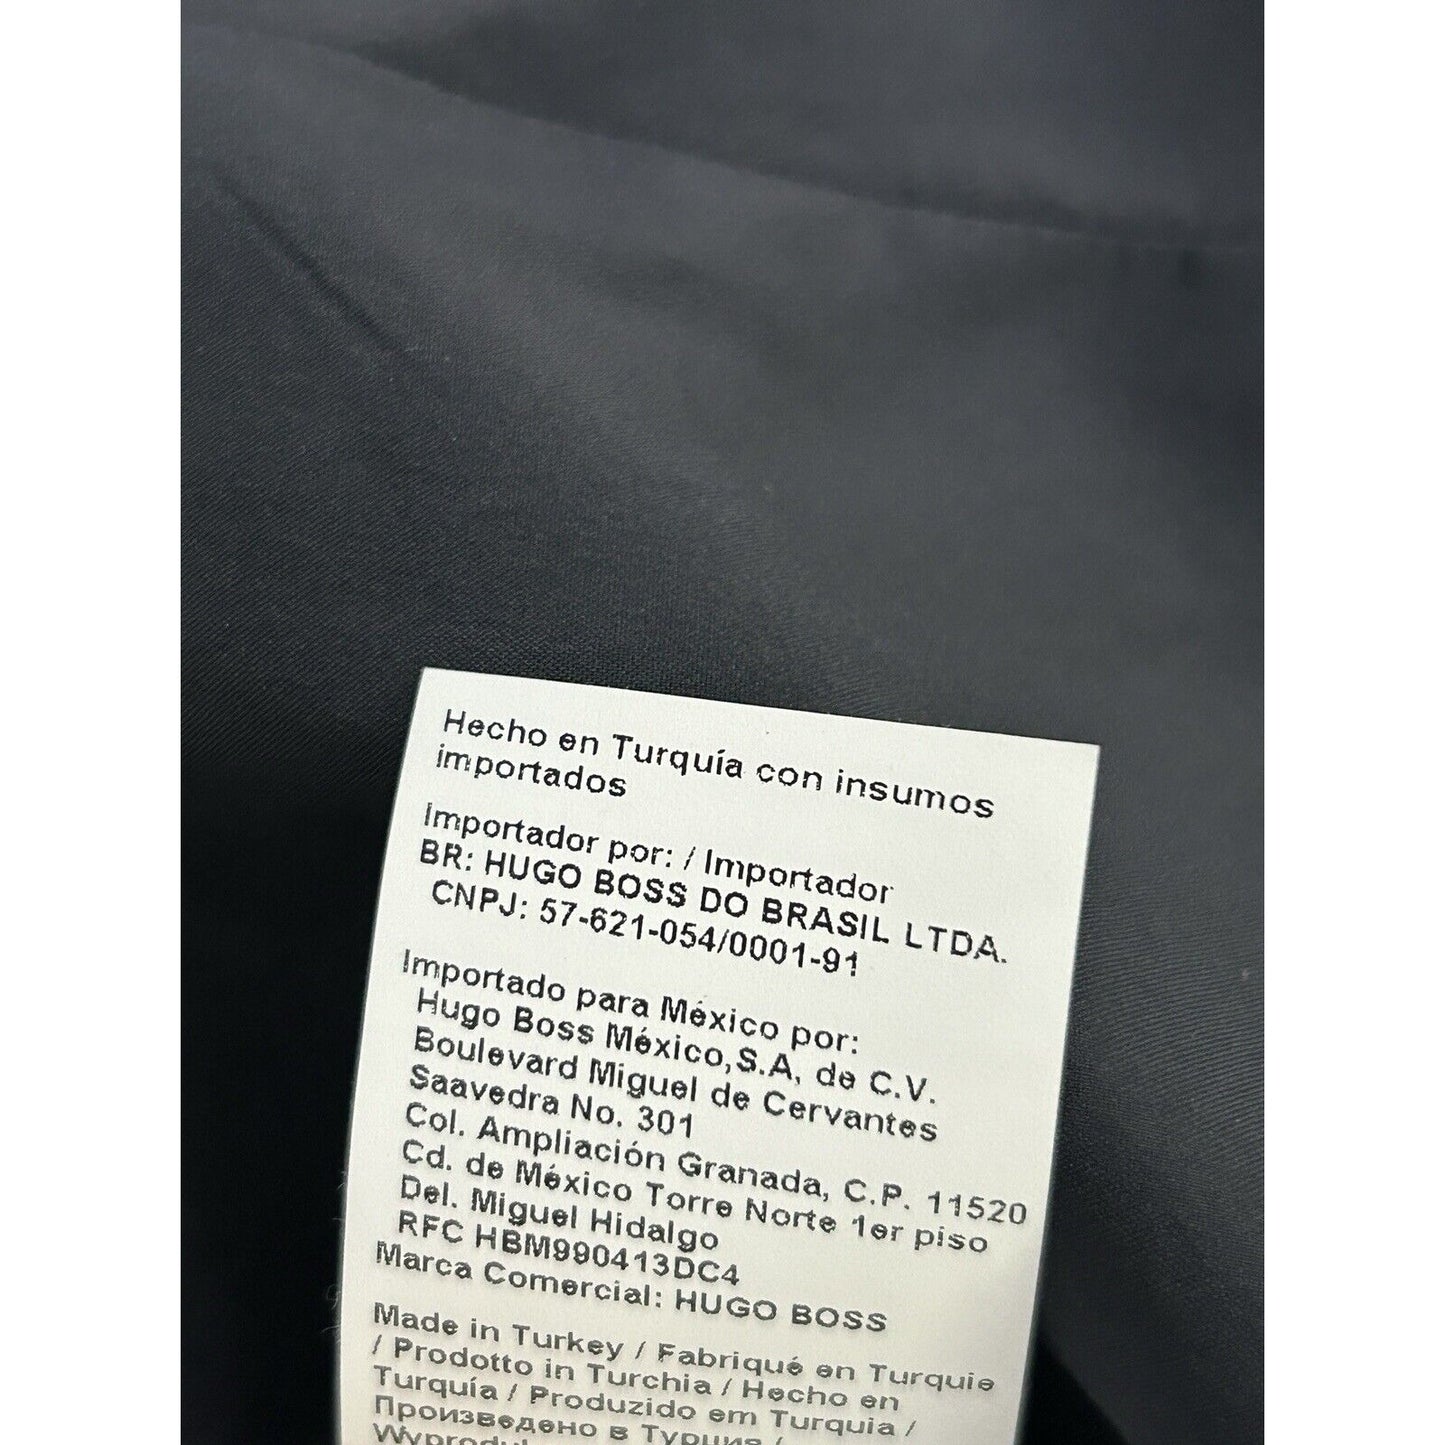 Hecho en Turquía con insumos
importados
Importador por: / Importador
BR: HUGO BOSS DO BRASIL LTDA.
CNPJ: 57-621-054/0001-91
Importado para México por:
Hugo Boss México,S.A, de C.V.
Boulevard Miguel de Cervantes
Saavedra No. 301
Col. Ampliación Granada, C.P. 11520
Cd. de México Torre Norte 1er piso
Del. Miguel Hidalgo
RFC HBM990413DC4
Marca Comercial: HUGO BOSS
Made in Turkey / Fabriqué en Turquie
/ Prodotto in Turchia / Hecho en
Turquía / Produzido em Turquia /
Произведено в Турция /